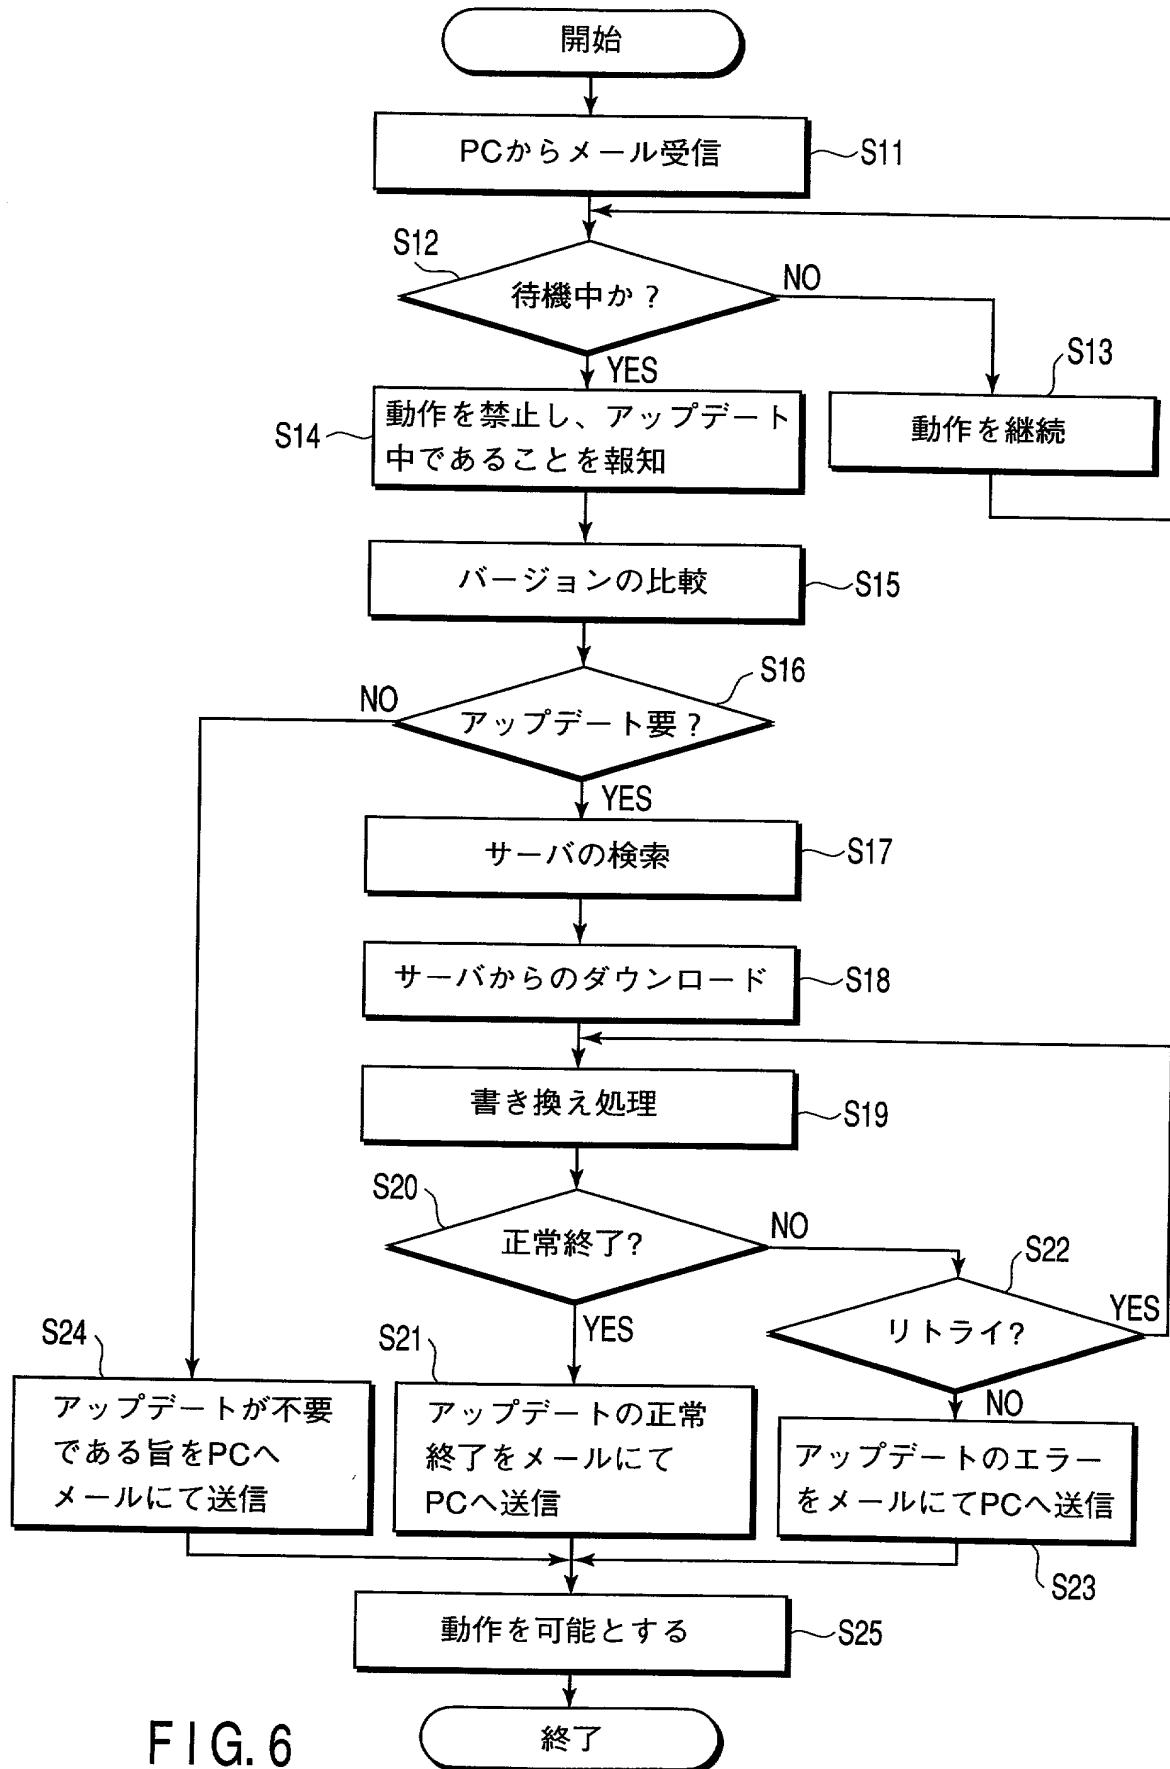 開始
PCからメール受信
S11
S12
待機中か？
NO
YES
S13
動作を継続
S14
動作を禁止し、アップデート
中であることを報知
バージョンの比較
S15
S16
アップデート要？
NO
YES
サーバの検索
S17
サーバからのダウンロード
S18
書き換え処理
S19
S20
正常終了?
NO
YES
S22
リトライ?
YES
NO
S24
アップデートが不要
である旨をPCへ
メールにて送信
S21
アップデートの正常
終了をメールにて
PCへ送信
アップデートのエラー
をメールにてPCへ送信
S23
動作を可能とする
S25
終了
FIG. 6